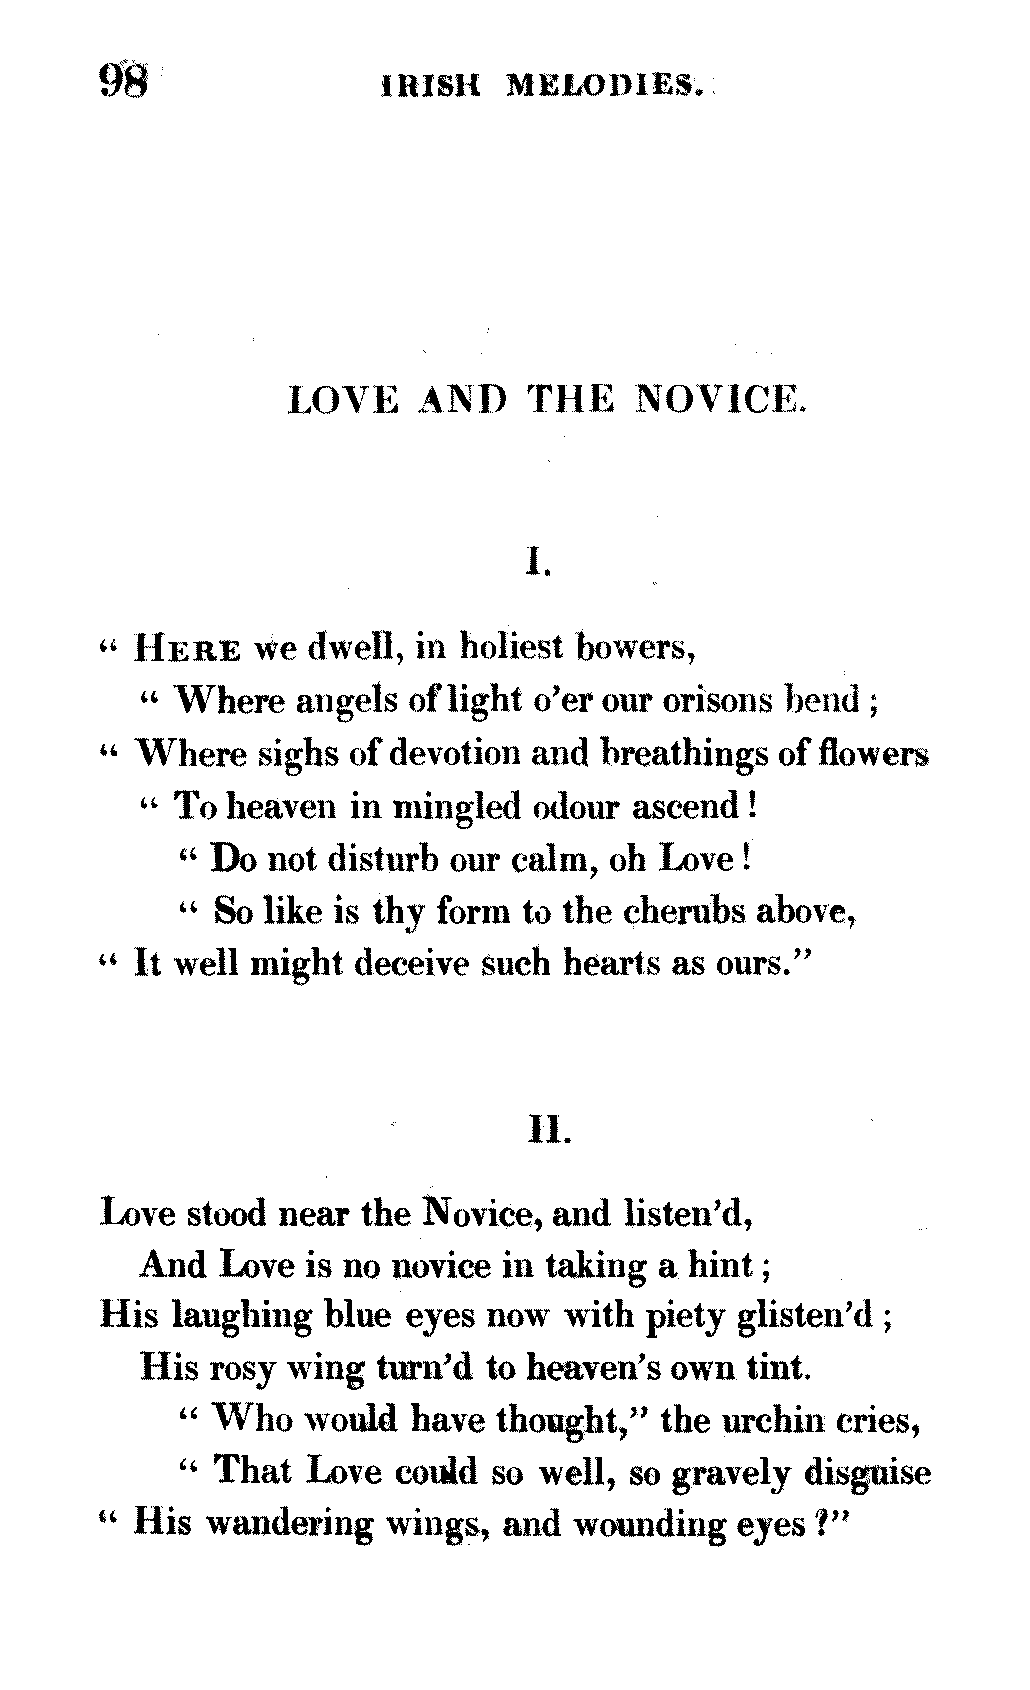 98 IRISH MELODIES.
LOVE AND THE NOVICE.
I.
“ HERE we dwell, in holiest bowers,
“ Where angels of light o’er our orisons bend ;
“ Where sighs of devotion and breathings of flowers
“ To heaven in mingled odour ascend !
“ Do not disturb our calm, oh Love !
“ So like is thy form to the cherubs above,
“ It well might deceive such hearts as ours.”
II.
Love stood near the Novice, and listen’d,
And Love is no novice in taking a hint ;
His laughing blue eyes now with piety glisten’d ;
His rosy wing turn’d to heaven’s own tint.
“ Who would have thought,” the urchin cries,
“ That Love could so well, so gravely disguise
“ His wandering wings, and wounding eyes ?”